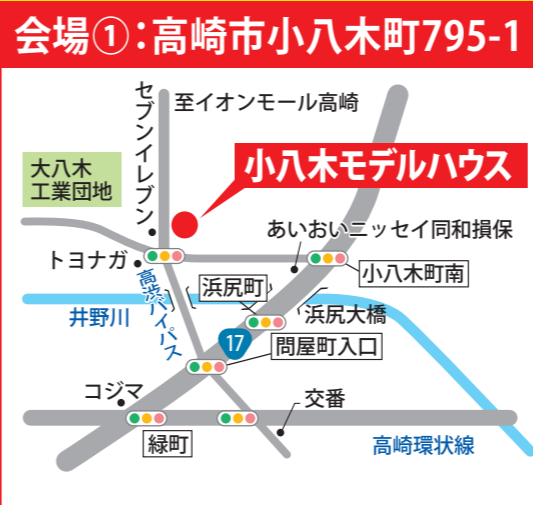 会場①：高崎市小八木町795-1
セブンイレブン
至イオンモール高崎
大八木
工業団地
小八木モデルハウス
あいおいニッセイ同和損保
トヨナガ
小八木町南
高渋バイパス
浜尻町
井野川
浜尻大橋
17
問屋町入口
コジマ
交番
緑町
高崎環状線